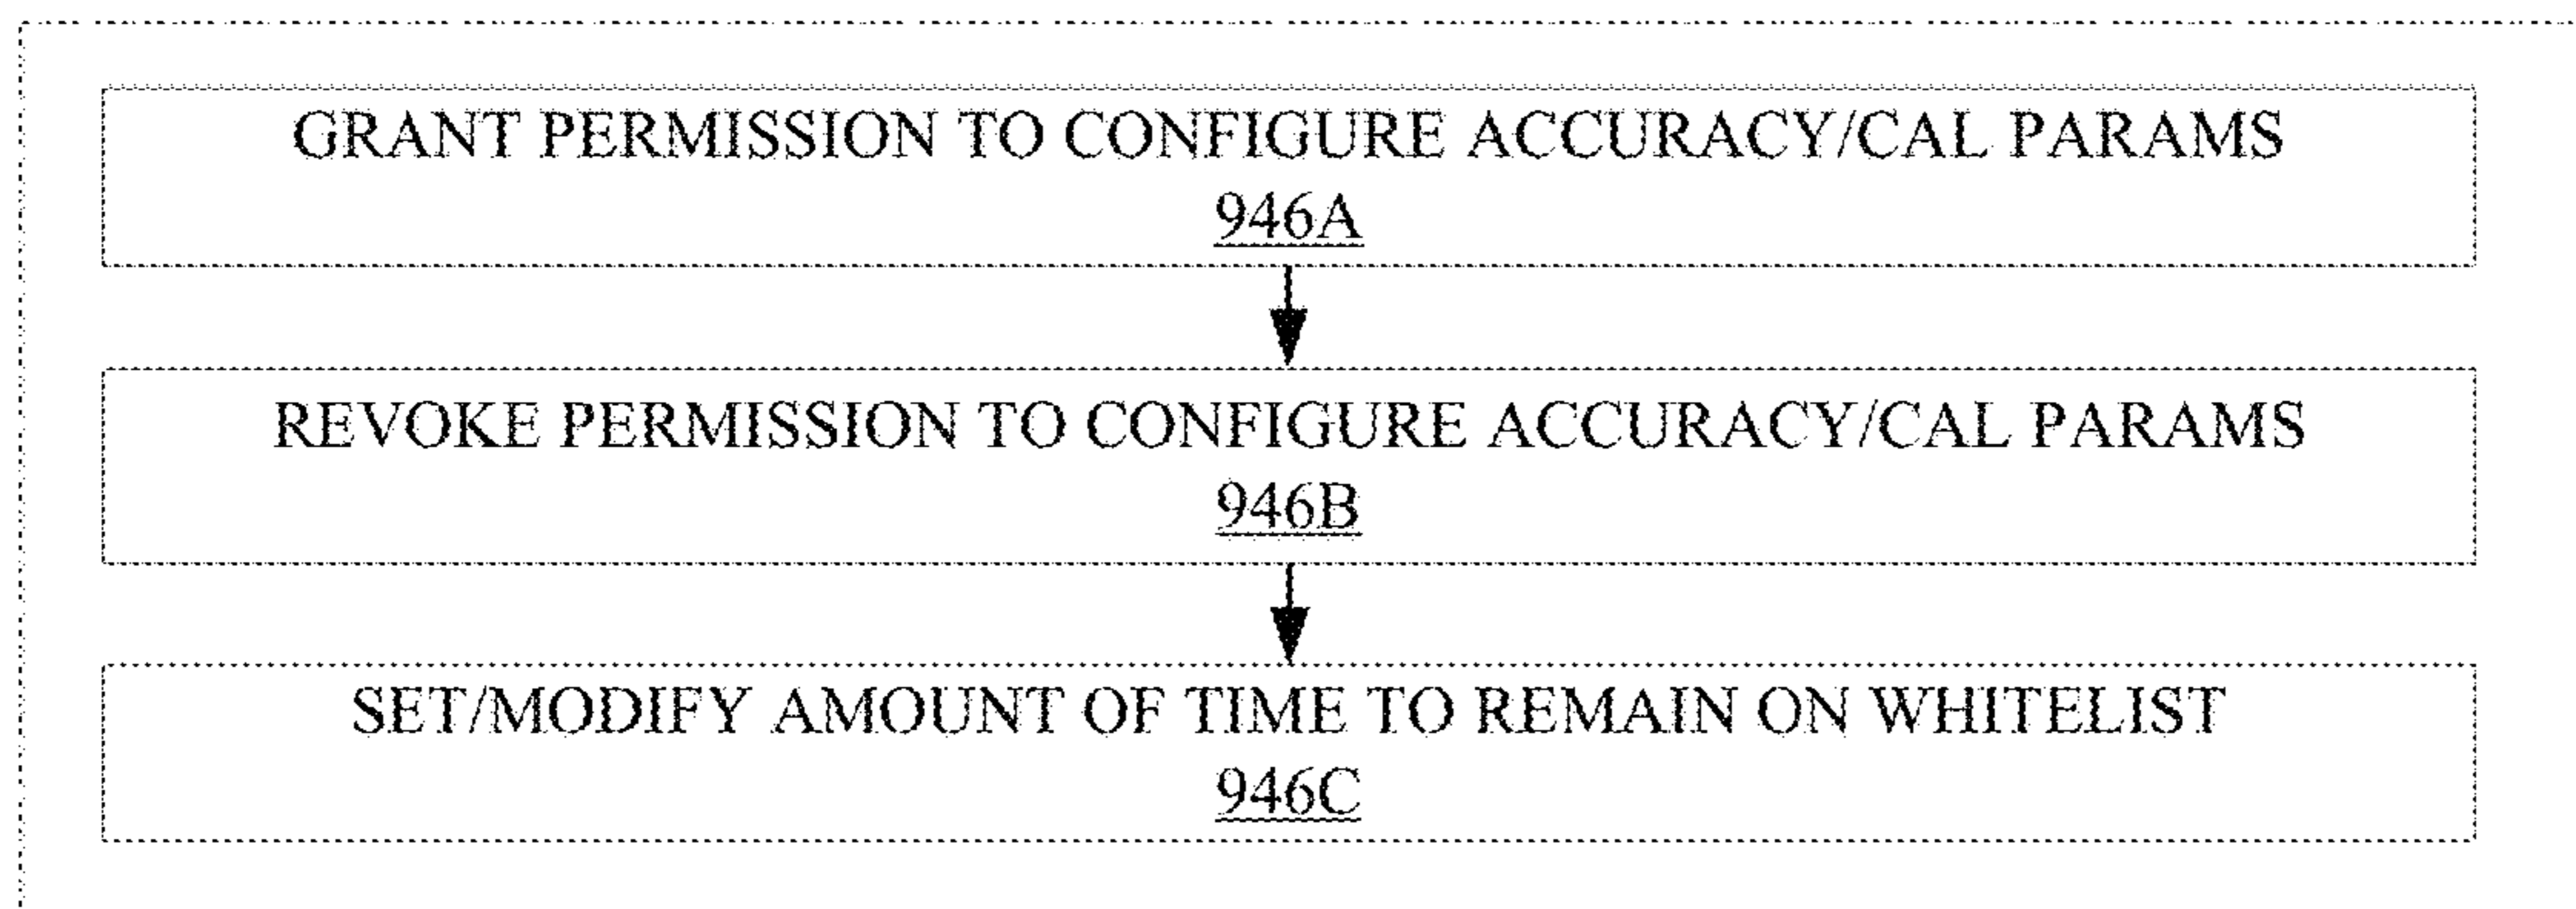 GRANT PERMISSION TO CONFIGURE ACCURACY/CAL PARAMS
946A
REVOKE PERMISSION TO CONFIGURE ACCURACY/CAL PARAMS
946B
SET/MODIFY AMOUNT OF TIME TO REMAIN ON WHITELIST
946C